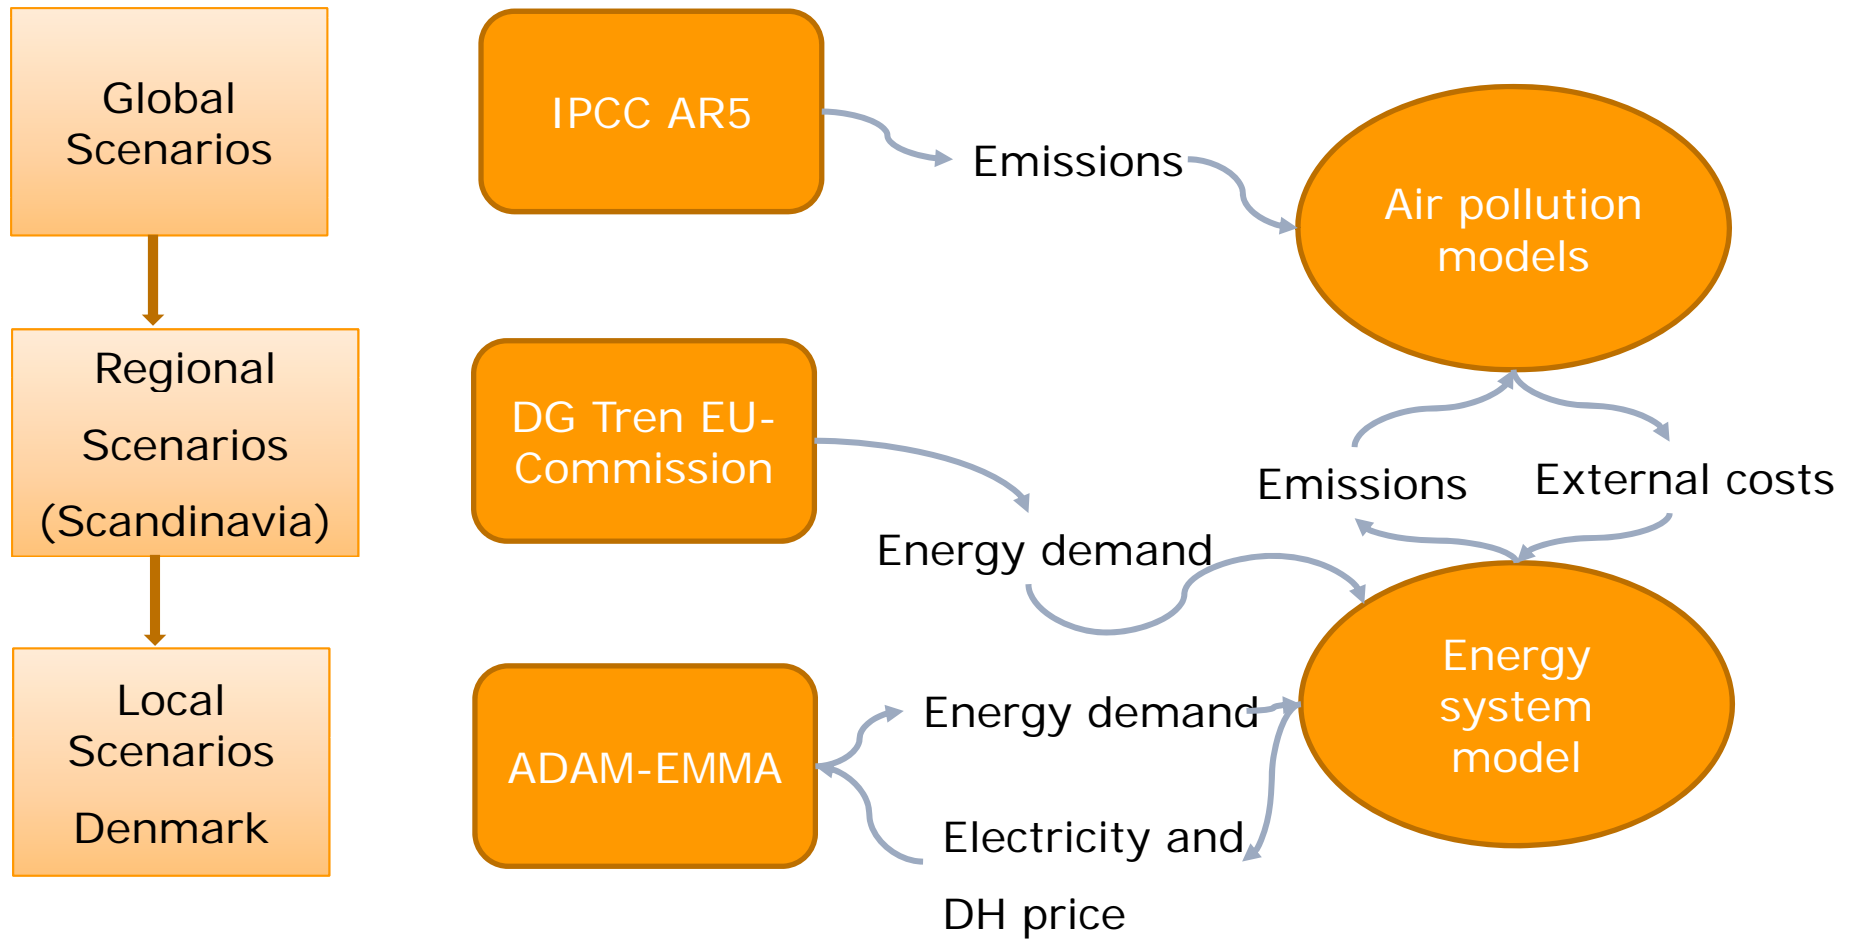 Global
Scenarios
IPCC AR5
Emissions
Air pollution
models
Regional
Scenarios
(Scandinavia)
DG Tren EU-
Commission
Energy demand
Emissions
External costs
Local
Scenarios
Denmark
ADAM-EMMA
Energy demand
Electricity and
DH price
Energy
system
model